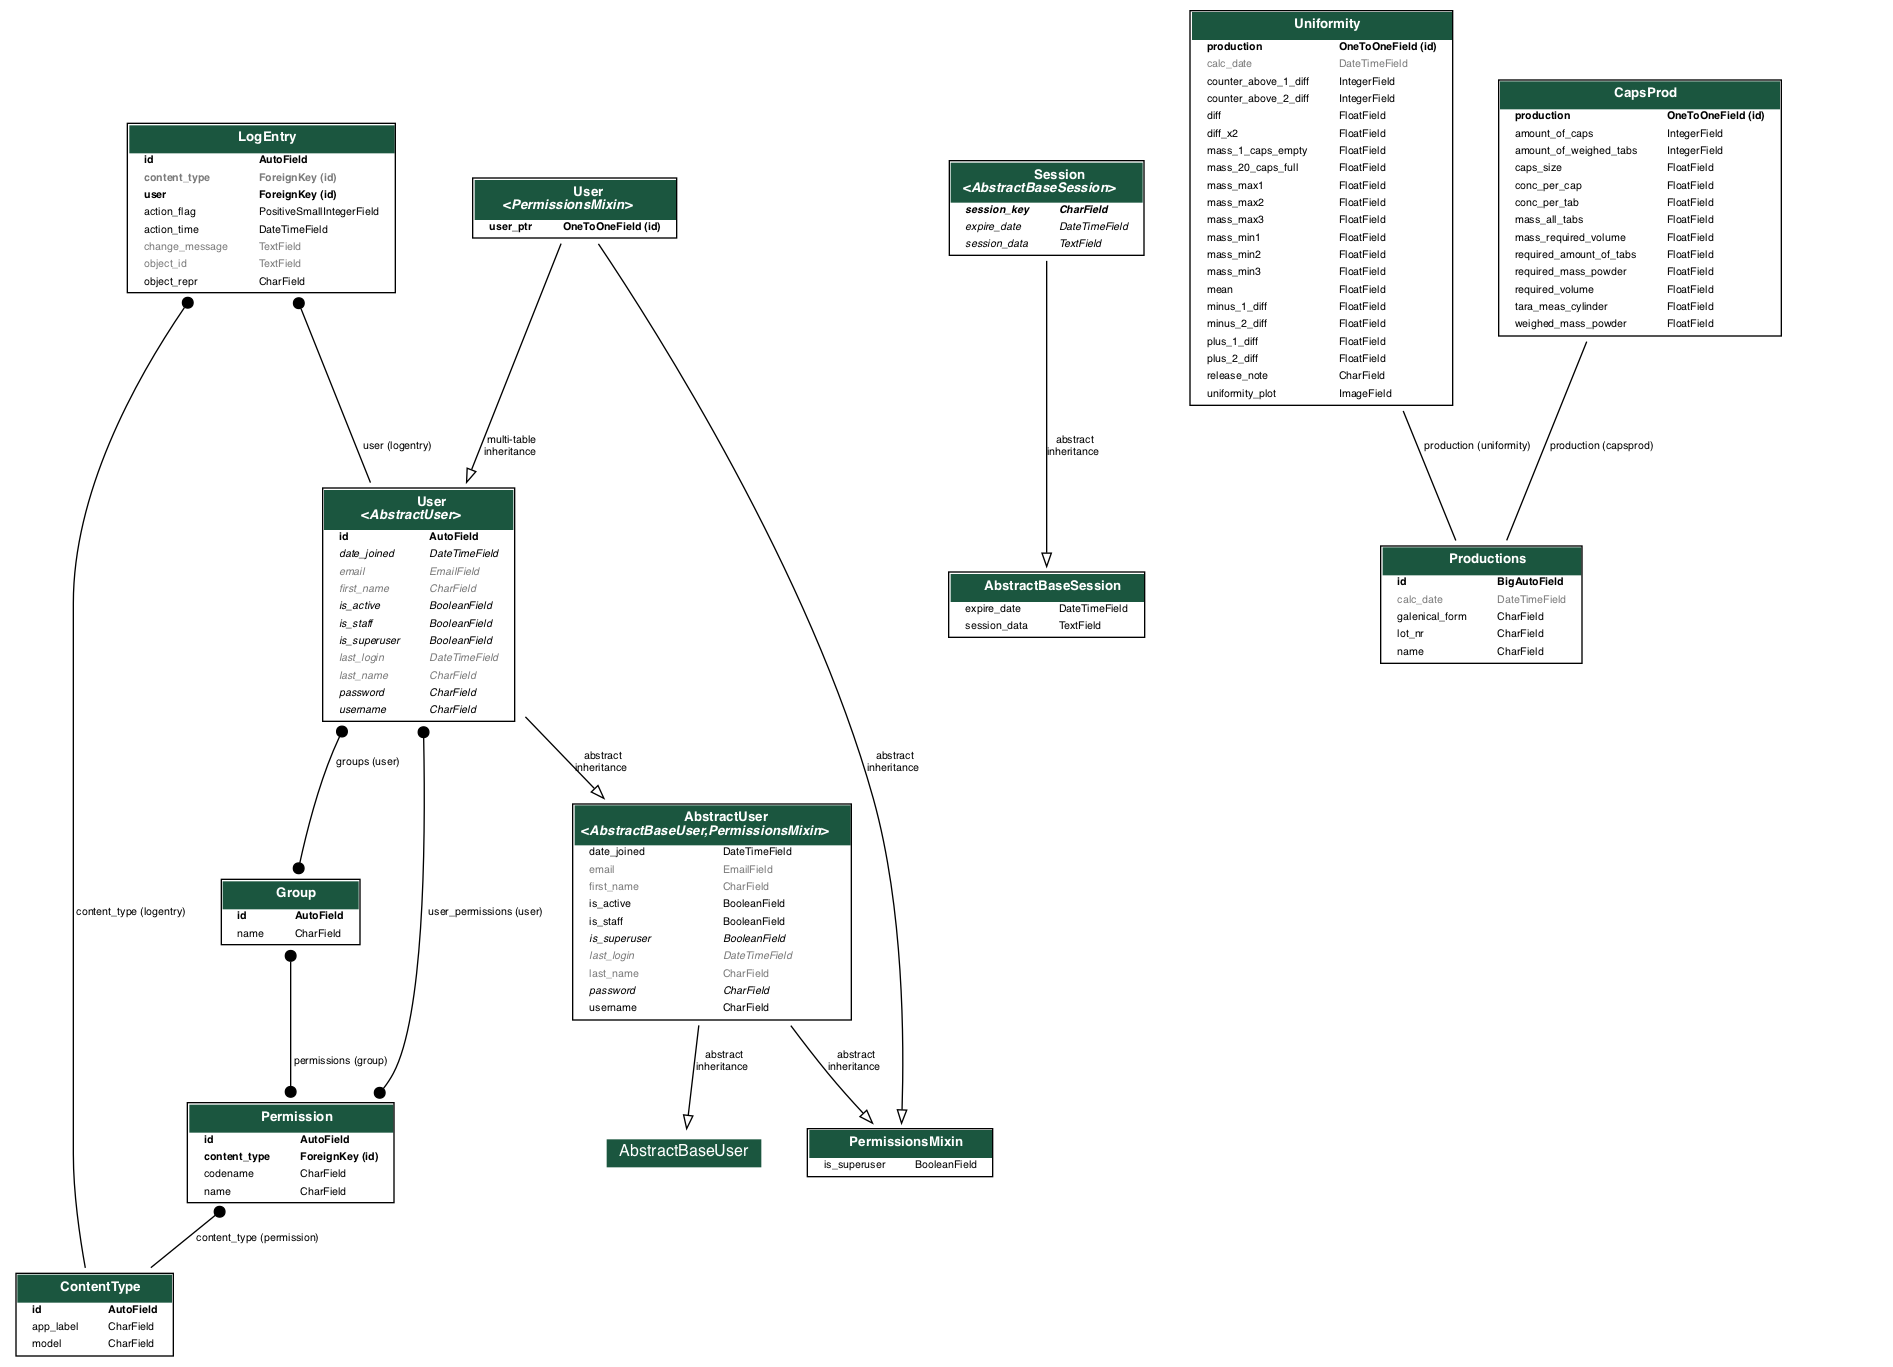 Uniformity
production OneToOneField (id)
calc_date DateTimeField
counter_above_1_diff IntegerField
counter_above_2_diff IntegerField
diff FloatField
diff_x2 FloatField
mass_1_caps_empty FloatField
mass_20_caps_full FloatField
mass_max1 FloatField
mass_max2 FloatField
mass_max3 FloatField
mass_min1 FloatField
mass_min2 FloatField
mass_min3 FloatField
mean FloatField
minus_1_diff FloatField
minus_2_diff FloatField
plus_1_diff FloatField
plus_2_diff FloatField
release_note CharField
uniformity_plot ImageField
CapsProd
production OneToOneField (id)
amount_of_caps IntegerField
amount_of_weighed_tabs IntegerField
caps_size FloatField
conc_per_cap FloatField
conc_per_tab FloatField
mass_all_tabs FloatField
mass_required_volume FloatField
required_amount_of_tabs FloatField
required_mass_powder FloatField
required_volume FloatField
tara_meas_cylinder FloatField
weighed_mass_powder FloatField
LogEntry
id AutoField
content_type ForeignKey (id)
user ForeignKey (id)
action_flag PositiveSmallIntegerField
action_time DateTimeField
change_message TextField
object_id TextField
object_repr CharField
User
<PermissionsMixin>
user_ptr OneToOneField (id)
Session
<AbstractBaseSession>
session_key CharField
expire_date DateTimeField
session_data TextField
user (logentry)
multi-table
inheritance
abstract
inheritance
production (uniformity)
production (capsprod)
User
<AbstractUser>
id AutoField
date_joined DateTimeField
email EmailField
first_name CharField
is_active BooleanField
is_staff BooleanField
is_superuser BooleanField
last_login DateTimeField
last_name CharField
password CharField
username CharField
AbstractBaseSession
expire_date DateTimeField
session_data TextField
Productions
id BigAutoField
calc_date DateTimeField
galenical_form CharField
lot_nr CharField
name CharField
groups (user)
abstract
inheritance
abstract
inheritance
AbstractUser
<AbstractBaseUser,PermissionsMixin>
date_joined DateTimeField
email EmailField
first_name CharField
is_active BooleanField
is_staff BooleanField
is_superuser BooleanField
last_login DateTimeField
last_name CharField
password CharField
username CharField
Group
id AutoField
name CharField
content_type (logentry)
user_permissions (user)
permissions (group)
abstract
inheritance
abstract
inheritance
Permission
id AutoField
content_type ForeignKey (id)
codename CharField
name CharField
AbstractBaseUser
PermissionsMixin
is_superuser BooleanField
content_type (permission)
ContentType
id AutoField
app_label CharField
model CharField